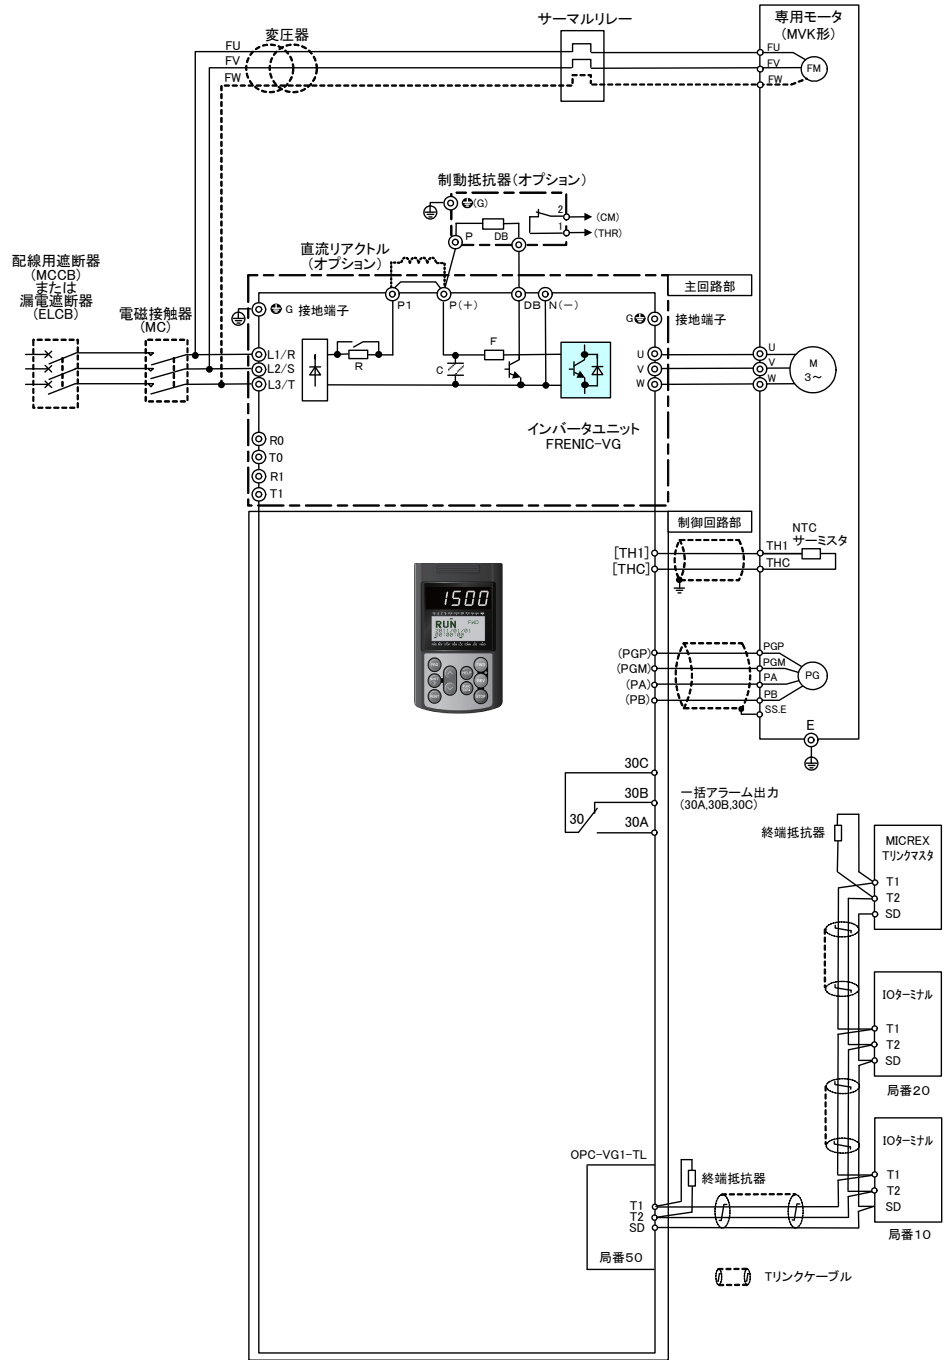 サーマルリレー
専用モータ
(MVK形)
変圧器
FU
FV
FW
FU
FV
FW
FM
制動抵抗器(オプション)
(G)
P
DB
2
1
(CM)
(THR)
直流リアクトル
(オプション)
配線用遮断器
(MCCB)
または
漏電遮断器
(ELCB)
電磁接触器
(MC)
主回路部
G 接地端子
P1
P(+)
DB
N(−)
G
接地端子
L1/R
L2/S
L3/T
R
C
F
U
V
W
U
V
W
M
3~
インバータユニット
FRENIC-VG
R0
T0
R1
T1
制御回路部
[TH1]
[THC]
TH1
THC
NTC
サーミスタ
1500
RUN
FWD
(PGP)
(PGM)
(PA)
(PB)
PGP
PGM
PA
PB
SS.E
PG
E
30C
30B
30A
30
一括アラーム出力
(30A,30B,30C)
終端抵抗器
MICREX
Tリンクマスタ
T1
T2
SD
IOターミナル
T1
T2
SD
局番20
IOターミナル
T1
T2
SD
局番10
OPC-VG1-TL
T1
T2
SD
局番50
終端抵抗器
Tリンクケーブル